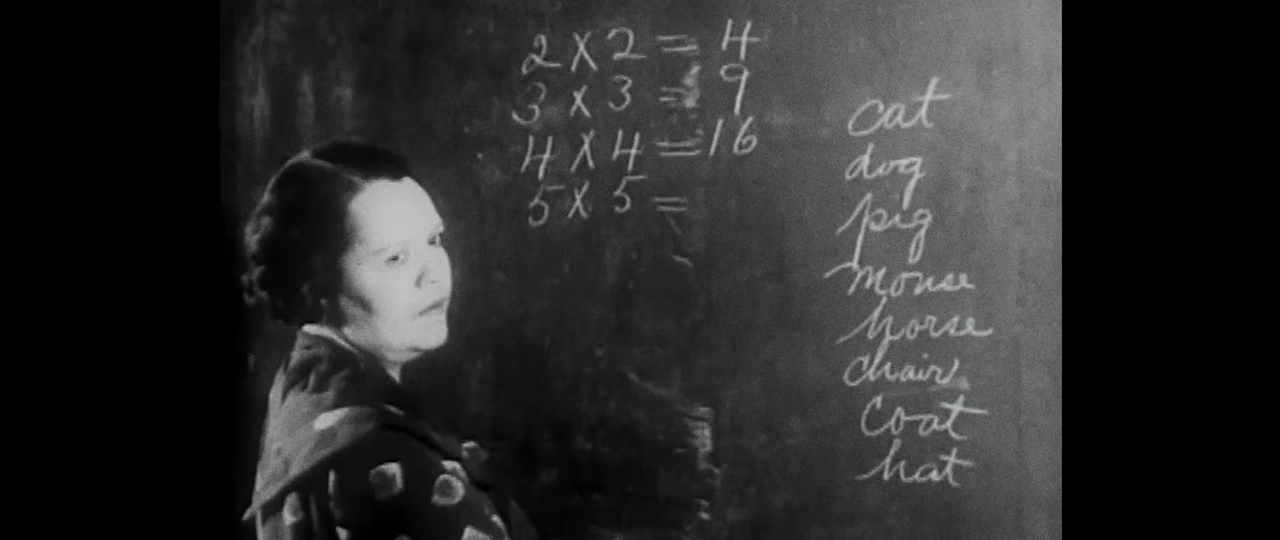 2 X 2 = 4
3 X 3 = 9
4 X 4 = 16
5 X 5 =
cat
dog
pig
mouse
horse
chair
coat
hat